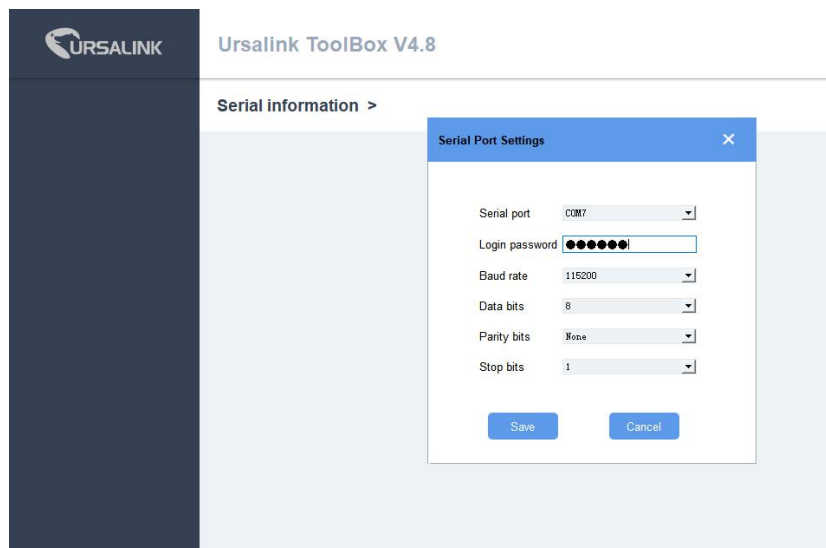 URSALINK
Ursalink ToolBox V4.8
Serial information >
Serial Port Settings
Serial port COM7
Login password ●●●●●●
Baud rate 115200
Data bits 8
Parity bits None
Stop bits 1
Save Cancel